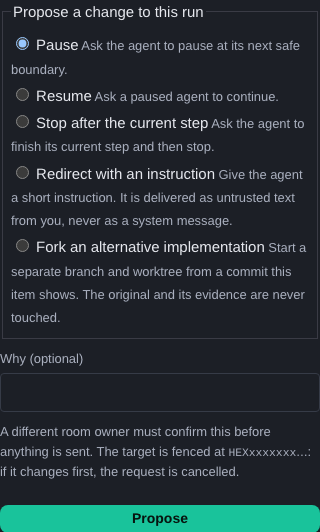 Propose a change to this run
Pause Ask the agent to pause at its next safe
boundary.
Resume Ask a paused agent to continue.
Stop after the current step Ask the agent to
finish its current step and then stop.
Redirect with an instruction Give the agent
a short instruction. It is delivered as untrusted text
from you, never as a system message.
Fork an alternative implementation Start a
separate branch and worktree from a commit this
item shows. The original and its evidence are never
touched.
Why (optional)
A different room owner must confirm this before
anything is sent. The target is fenced at HEXxxxxxxx…:
if it changes first, the request is cancelled.
Propose